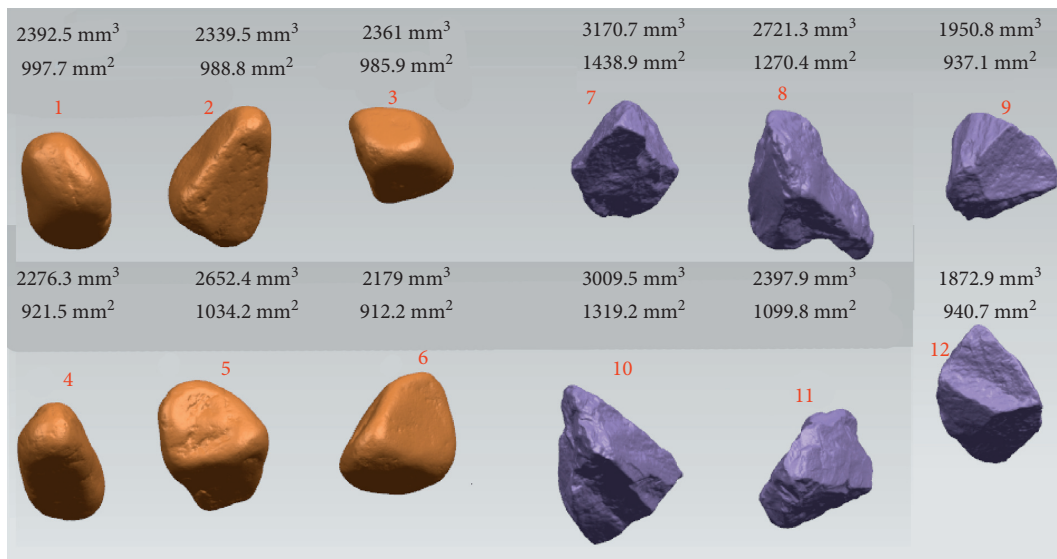 2392.5 mm³ 2339.5 mm³ 2361 mm³ 3170.7 mm³ 2721.3 mm³ 1950.8 mm³
997.7 mm² 988.8 mm² 985.9 mm² 1438.9 mm² 1270.4 mm² 937.1 mm²
1 2 3 7 8 9
2276.3 mm³ 2652.4 mm³ 2179 mm³ 3009.5 mm³ 2397.9 mm³ 1872.9 mm³
921.5 mm² 1034.2 mm² 912.2 mm² 1319.2 mm² 1099.8 mm² 940.7 mm²
4 5 6 10 11 12